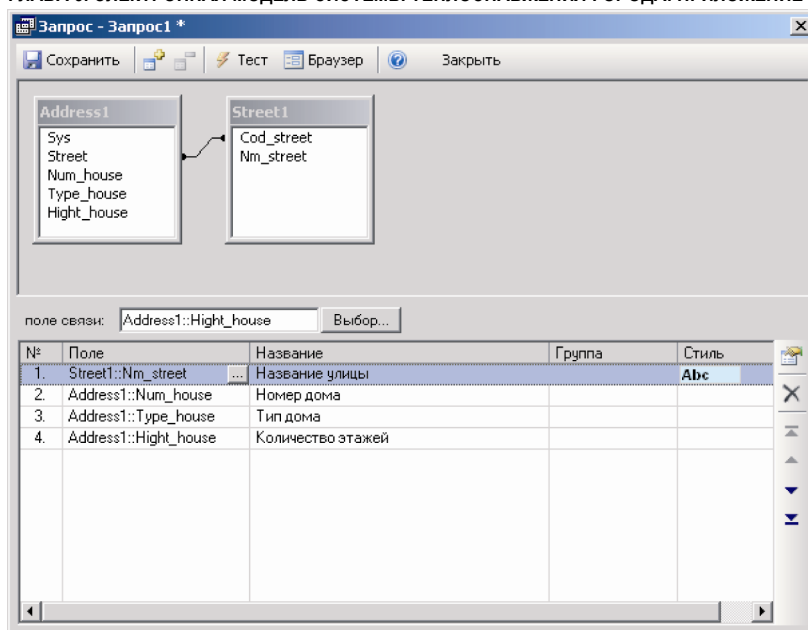 Запрос - Запрос1 *
Сохранить Тест Браузер Закрыть
Address1
Sys
Street
Num_house
Type_house
Hight_house
Street1
Cod_street
Nm_street
поле связи: Address1::Hight_house Выбор...
№ Поле Название Группа Стиль
1. Street1::Nm_street ... Название улицы Abc
2. Address1::Num_house Номер дома
3. Address1::Type_house Тип дома
4. Address1::Hight_house Количество этажей